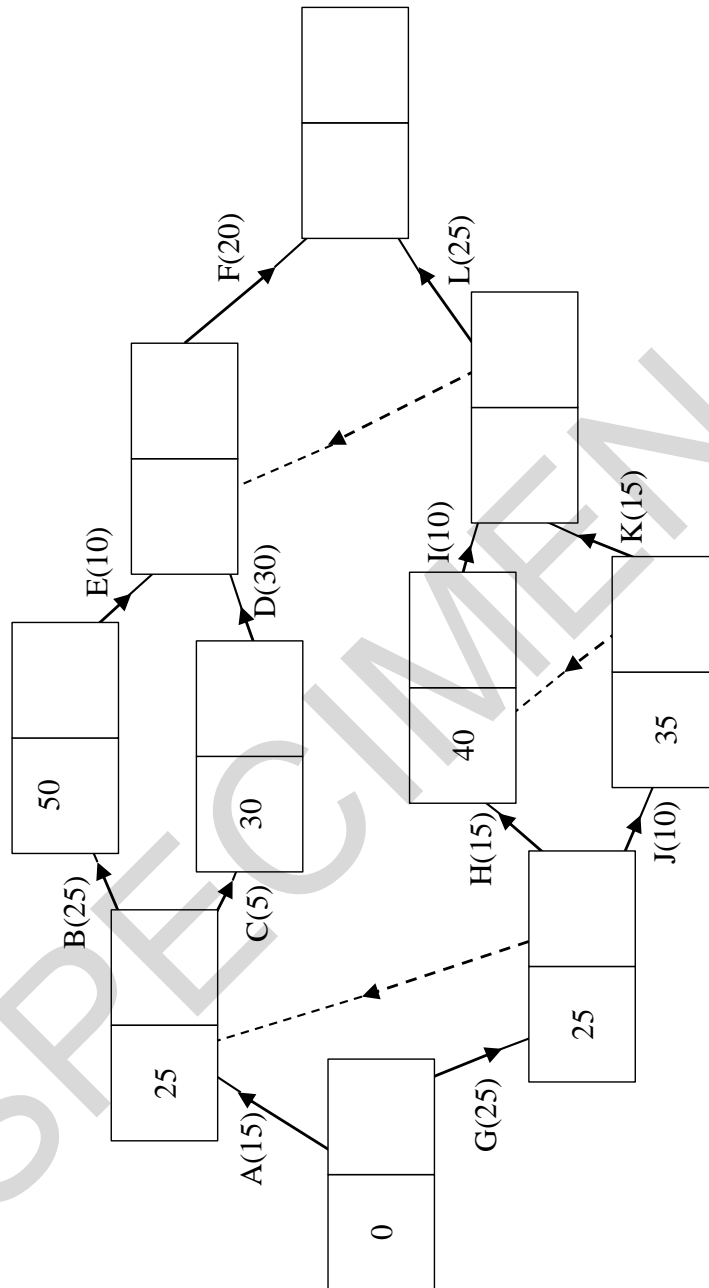 F(20)
L(25)
E(10)
D(30)
I(10)
K(15)
50
30
40
35
B(25)
C(5)
H(15)
J(10)
25
25
A(15)
G(25)
0
SPECIMEN